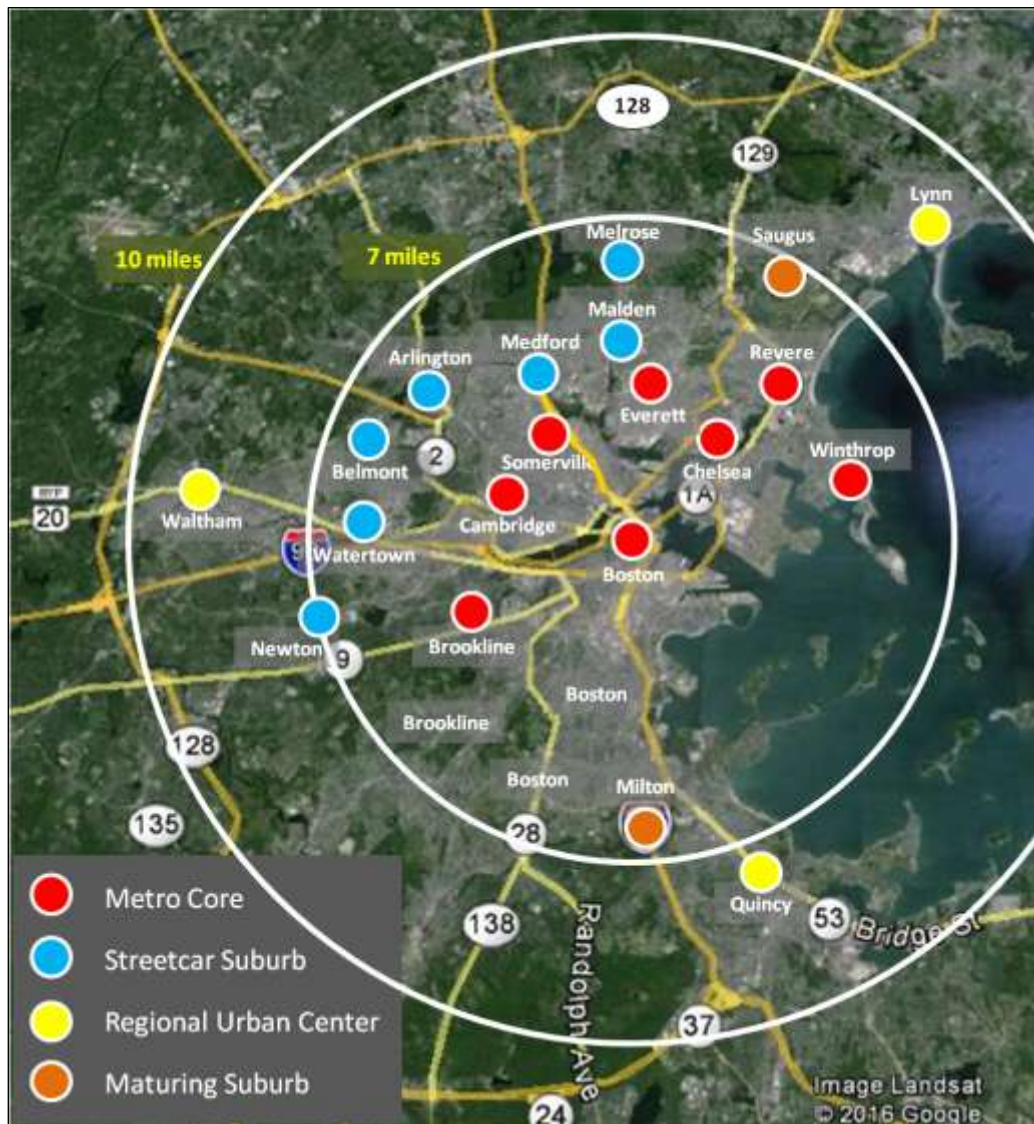 128
129
Lynn
Melrose
Saugus
10 miles
7 miles
Malden
Medford
Arlington
Revere
Everett
2
Belmont
Somerville
Chelsea
Winthrop
1A
20
Waltham
Cambridge
9
Watertown
Boston
Newton
9
Brookline
Boston
Brookline
128
Boston
Milton
135
28
Quincy
53
Bridge St
138
Randolph Ave
37
24
Metro Core
Streetcar Suburb
Regional Urban Center
Maturing Suburb
Image Landsat
© 2016 Google